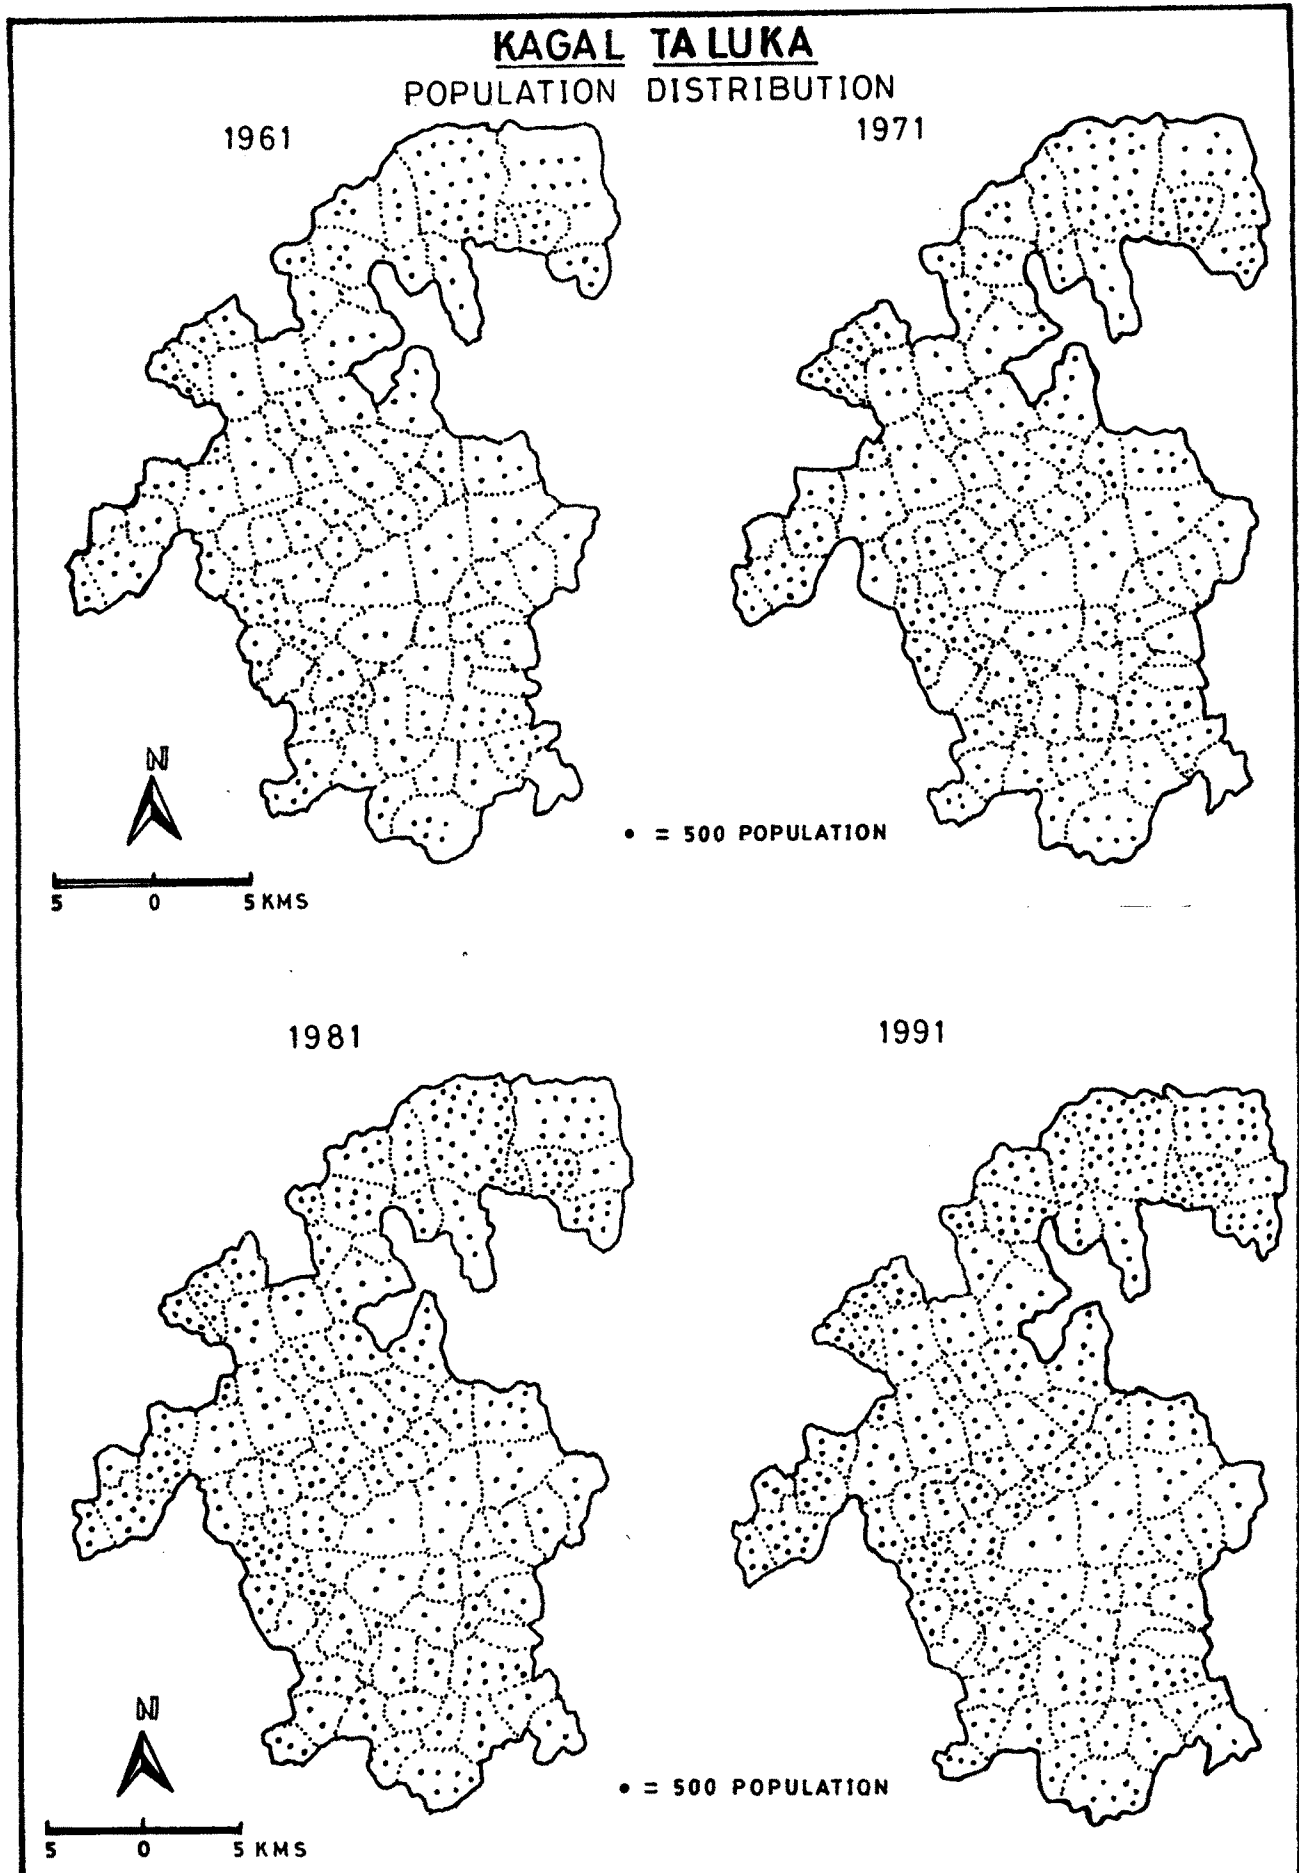 KAGAL TALUKA
POPULATION DISTRIBUTION
1961
1971
N
• = 500 POPULATION
5 0 5 KMS
1981
1991
N
• = 500 POPULATION
5 0 5 KMS